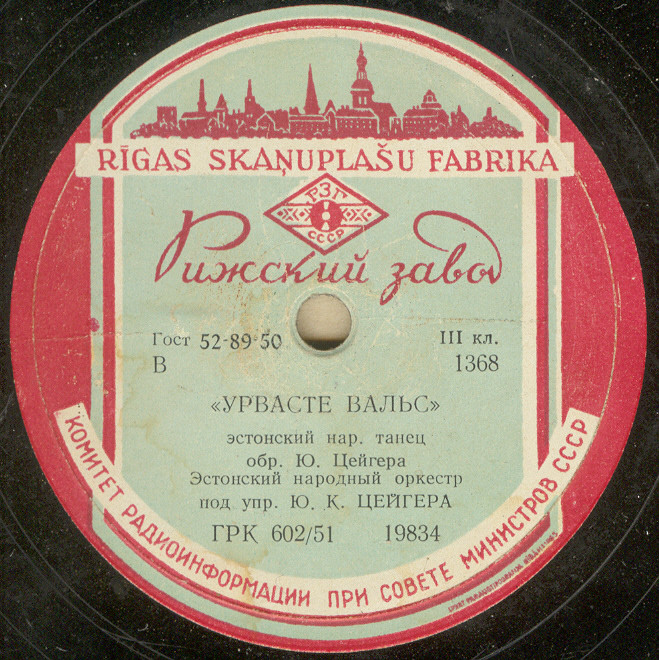 RĪGAS SKAŅUPLAŠU FABRIKA
РЗГ
СССР
Рижский завод
Гост 52-89-50 III кл.
В 1368
«УРВАСТЕ ВАЛЬС»
эстонский нар. танец
обр. Ю. Цейгера
Эстонский народный оркестр
под упр. Ю. К. ЦЕЙГЕРА
ГРК 602/51 19834
КОМИТЕТ РАДИОИНФОРМАЦИИ ПРИ СОВЕТЕ МИНИСТРОВ СССР